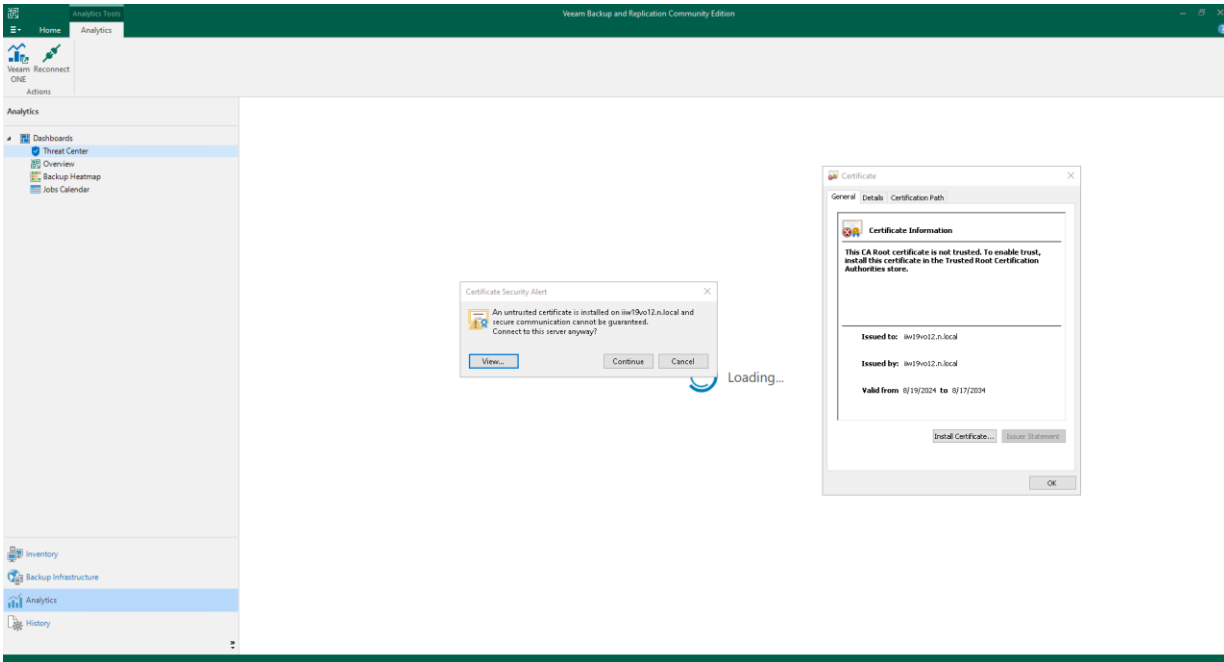 Analytics Tools
Veeam Backup and Replication Community Edition
Home
Analytics
Veeam ONE
Reconnect
Actions
Analytics
Dashboards
Threat Center
Overview
Backup Heatmap
Jobs Calendar
Certificate Security Alert
An untrusted certificate is installed on iiw19vo12.n.local and
secure communication cannot be guaranteed.
Connect to this server anyway?
View...
Continue
Cancel
Loading...
Certificate
General
Details
Certification Path
Certificate Information
This CA Root certificate is not trusted. To enable trust,
install this certificate in the Trusted Root Certification
Authorities store.
Issued to: iiw19vo12.n.local
Issued by: iiw19vo12.n.local
Valid from 8/19/2024 to 8/17/2034
Install Certificate...
Issuer Statement
OK
Inventory
Backup Infrastructure
Analytics
History